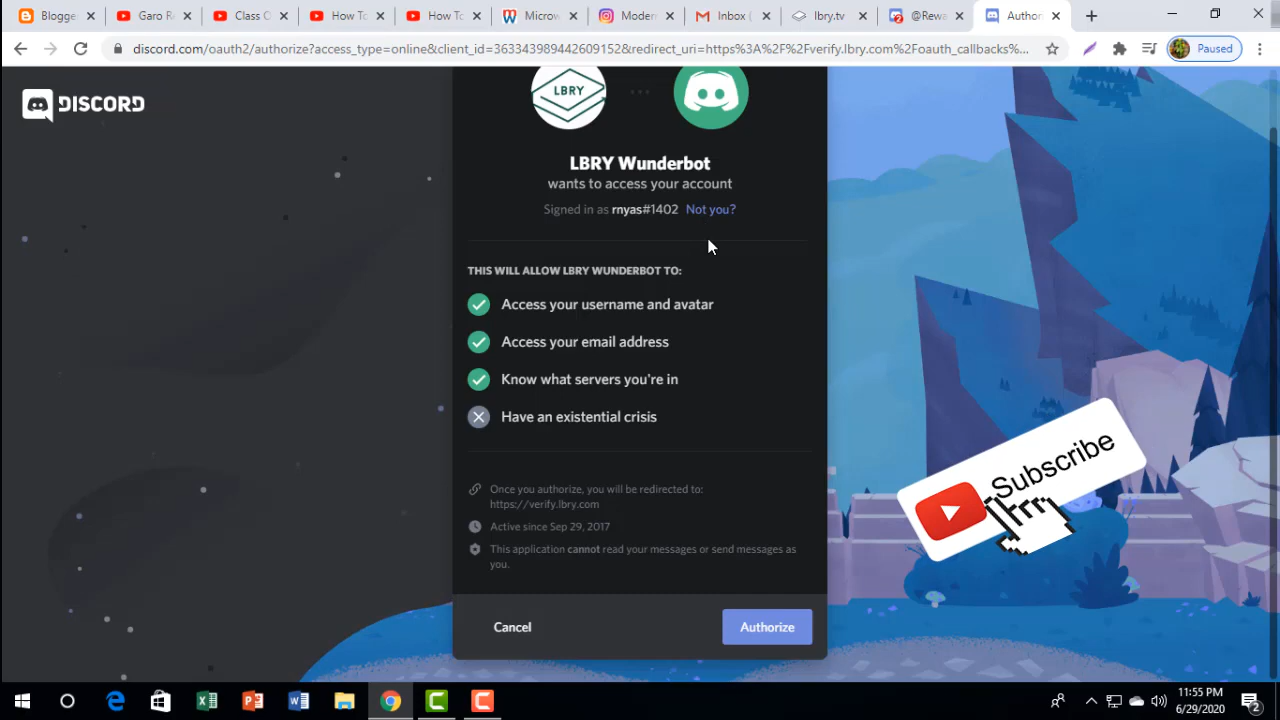 Blogge
Garo R
Class O
How To
How To
Microw
Modern
Inbox (
lbry.tv
@Rewa
Author
discord.com/oauth2/authorize?access_type=online&client_id=363343989442609152&redirect_uri=https%3A%2F%2Fverify.lbry.com%2Foauth_callbacks%...
Paused
DISCORD
LBRY
LBRY Wunderbot
wants to access your account
Signed in as rnyas#1402 Not you?
THIS WILL ALLOW LBRY WUNDERBOT TO:
Access your username and avatar
Access your email address
Know what servers you're in
Have an existential crisis
Once you authorize, you will be redirected to:
https://verify.lbry.com
Active since Sep 29, 2017
This application cannot read your messages or send messages as
you.
Subscribe
Cancel
Authorize
11:55 PM
6/29/2020
2